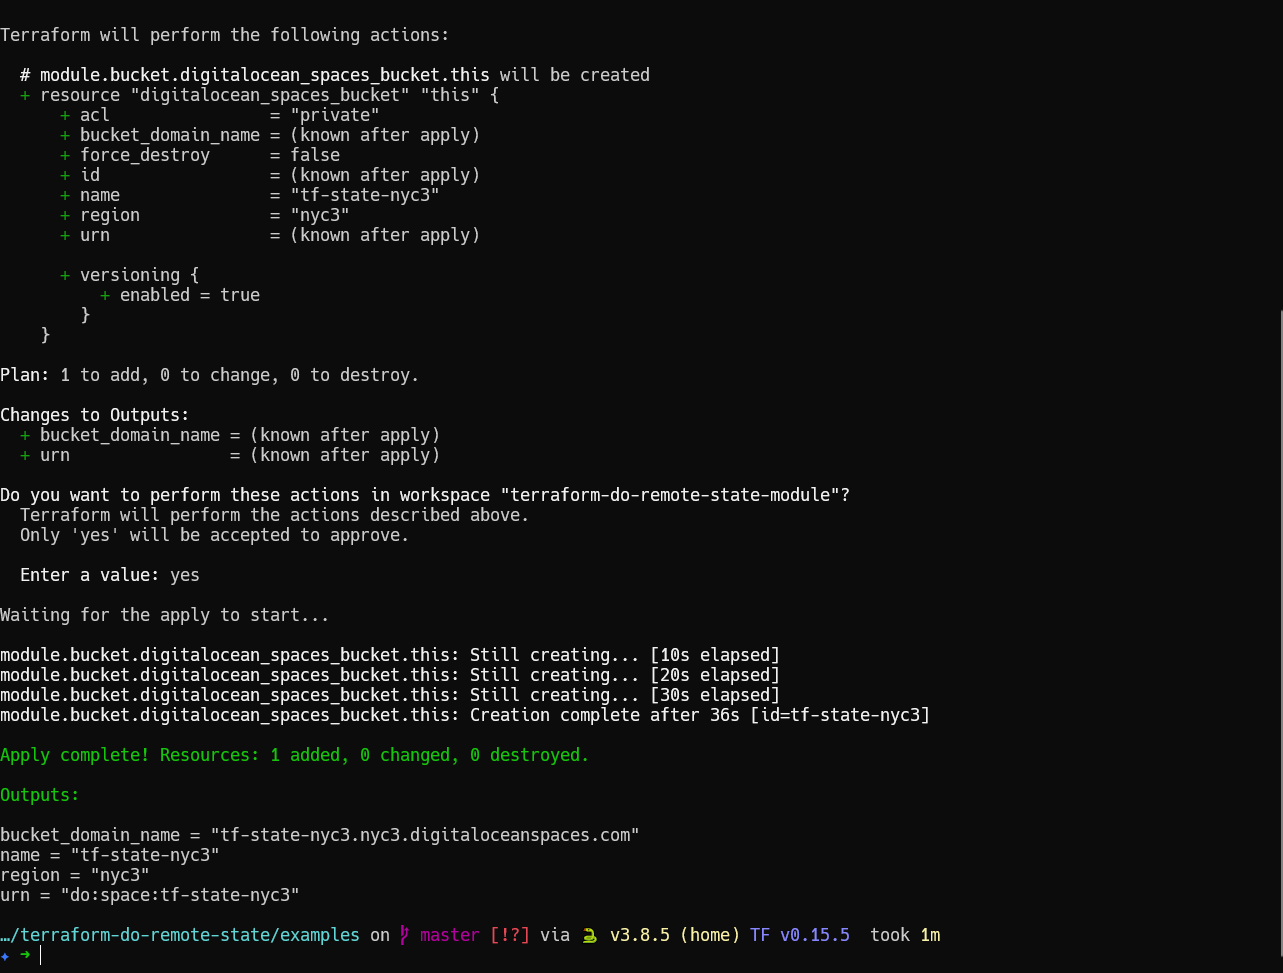 Terraform will perform the following actions:
# module.bucket.digitalocean_spaces_bucket.this will be created
+ resource "digitalocean_spaces_bucket" "this" {
+ acl                = "private"
+ bucket_domain_name = (known after apply)
+ force_destroy      = false
+ id                 = (known after apply)
+ name               = "tf-state-nyc3"
+ region             = "nyc3"
+ urn                = (known after apply)
+ versioning {
+ enabled = true
}
}
Plan: 1 to add, 0 to change, 0 to destroy.
Changes to Outputs:
+ bucket_domain_name = (known after apply)
+ urn                = (known after apply)
Do you want to perform these actions in workspace "terraform-do-remote-state-module"?
Terraform will perform the actions described above.
Only 'yes' will be accepted to approve.
Enter a value: yes
Waiting for the apply to start...
module.bucket.digitalocean_spaces_bucket.this: Still creating... [10s elapsed]
module.bucket.digitalocean_spaces_bucket.this: Still creating... [20s elapsed]
module.bucket.digitalocean_spaces_bucket.this: Still creating... [30s elapsed]
module.bucket.digitalocean_spaces_bucket.this: Creation complete after 36s [id=tf-state-nyc3]
Apply complete! Resources: 1 added, 0 changed, 0 destroyed.
Outputs:
bucket_domain_name = "tf-state-nyc3.nyc3.digitaloceanspaces.com"
name = "tf-state-nyc3"
region = "nyc3"
urn = "do:space:tf-state-nyc3"
…/terraform-do-remote-state/examples on master [!?] via 🐍 v3.8.5 (home) TF v0.15.5  took 1m
✦ ➜